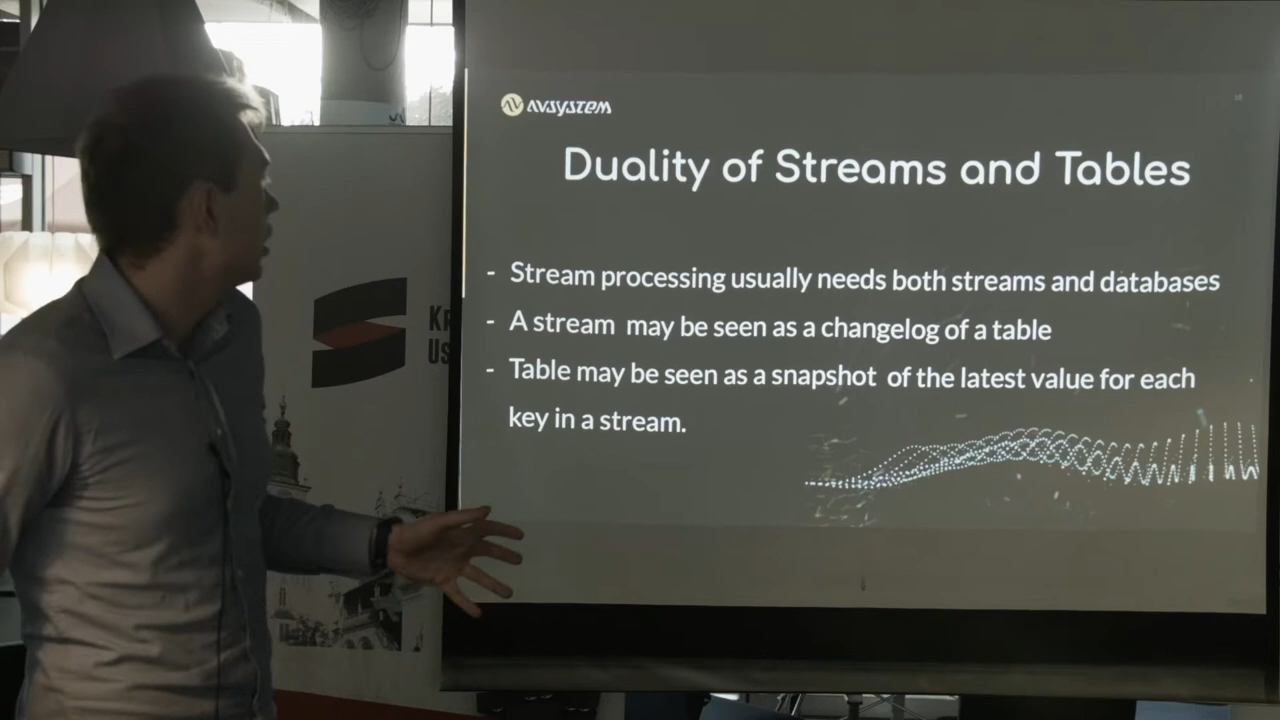 AVSYSTEM
Duality of Streams and Tables
- Stream processing usually needs both streams and databases
- A stream may be seen as a changelog of a table
- Table may be seen as a snapshot of the latest value for each
key in a stream.